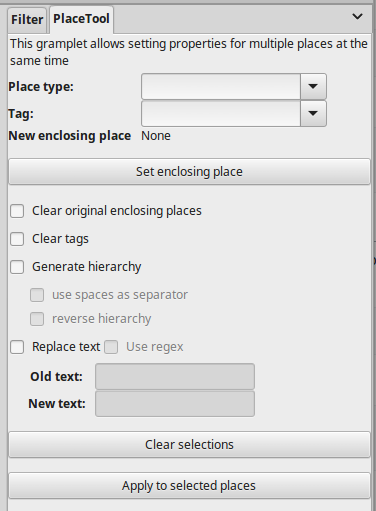 Filter PlaceTool
This gramplet allows setting properties for multiple places at the
same time
Place type:
Tag:
New enclosing place None
Set enclosing place
Clear original enclosing places
Clear tags
Generate hierarchy
use spaces as separator
reverse hierarchy
Replace text Use regex
Old text:
New text:
Clear selections
Apply to selected places